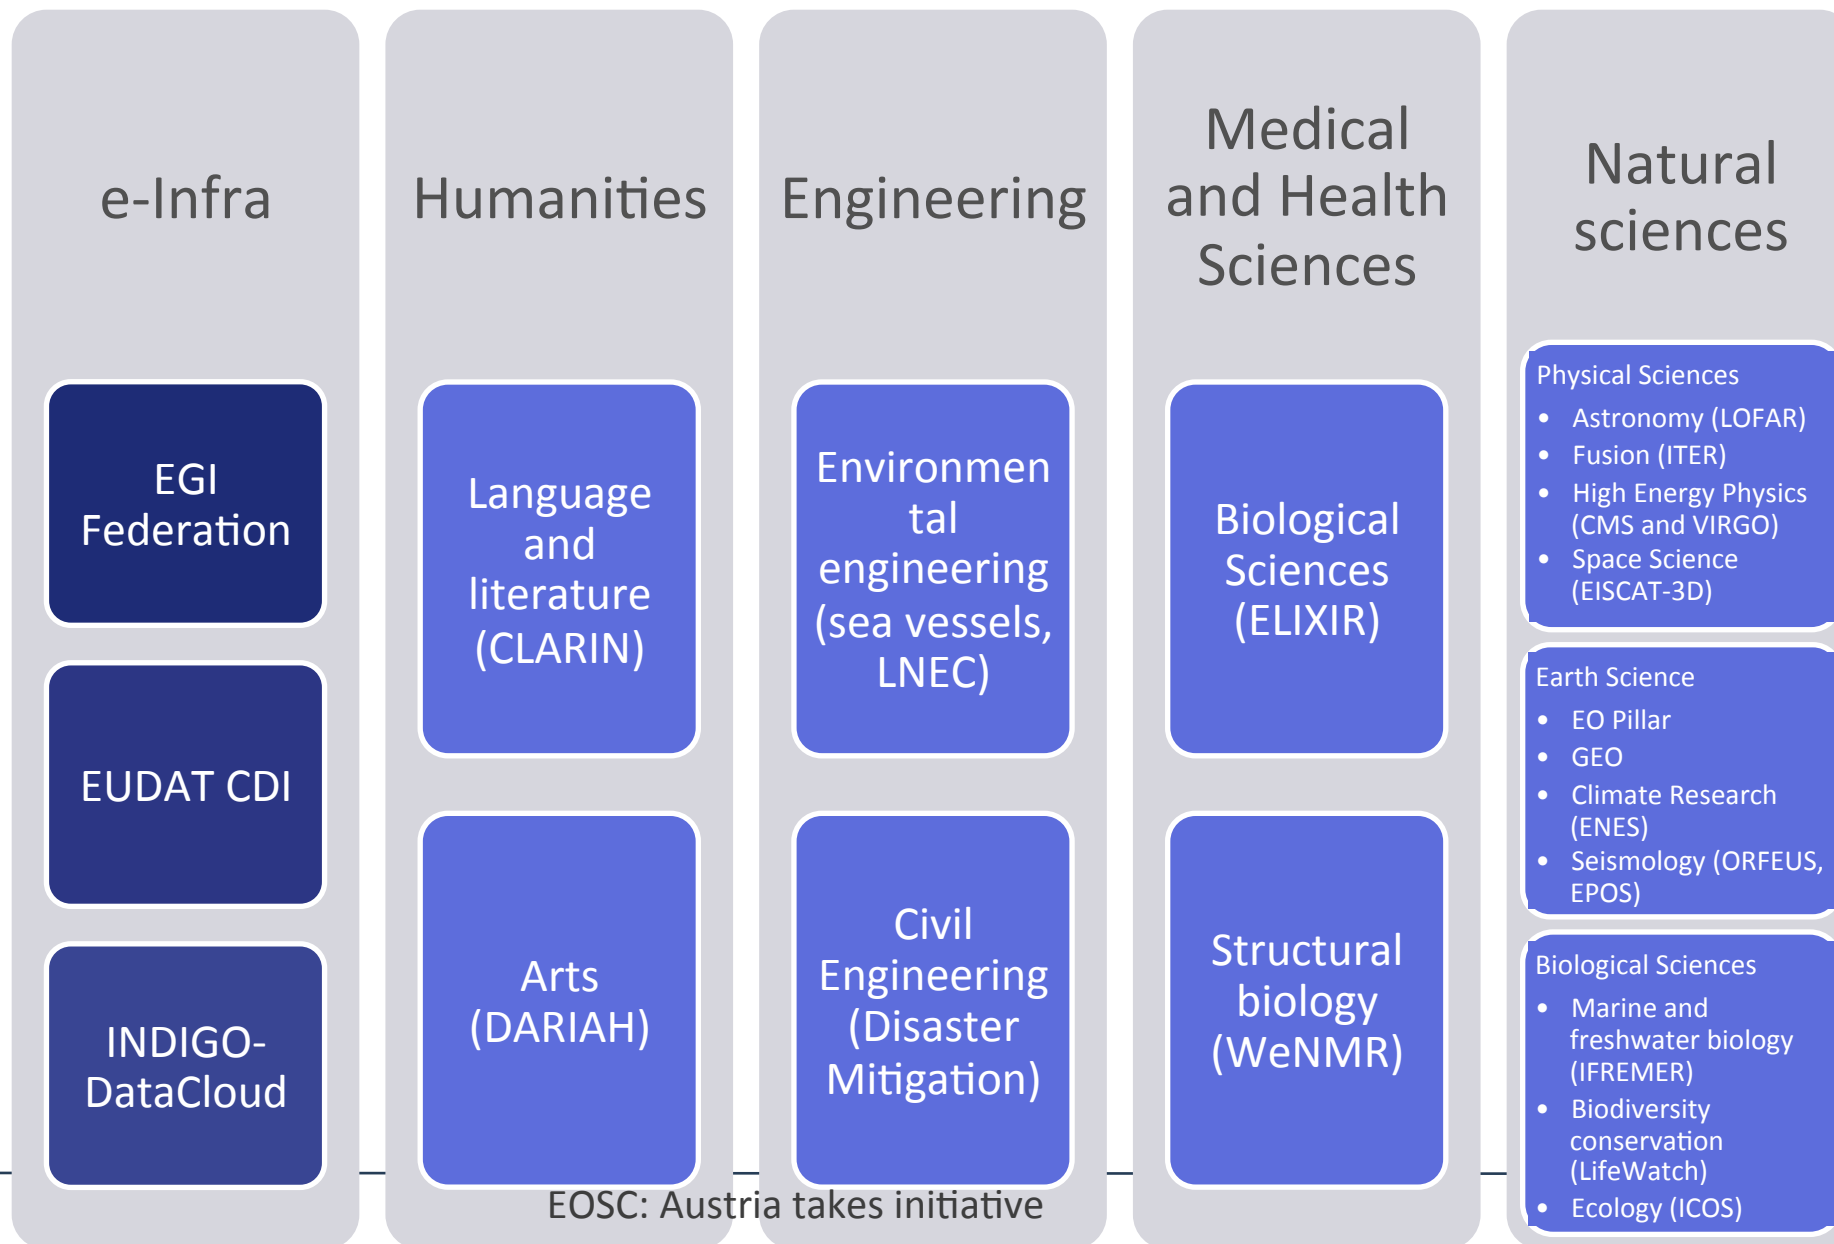 e-Infra
EGI
Federation
EUDAT CDI
INDIGO-
DataCloud
Humanities
Language
and
literature
(CLARIN)
Arts
(DARIAH)
Engineering
Environmen
tal
engineering
(sea vessels,
LNEC)
Civil
Engineering
(Disaster
Mitigation)
Medical
and Health
Sciences
Biological
Sciences
(ELIXIR)
Structural
biology
(WeNMR)
Natural
sciences
Physical Sciences
• Astronomy (LOFAR)
• Fusion (ITER)
• High Energy Physics
(CMS and VIRGO)
• Space Science
(EISCAT-3D)
Earth Science
• EO Pillar
• GEO
• Climate Research
(ENES)
• Seismology (ORFEUS,
EPOS)
Biological Sciences
• Marine and
freshwater biology
(IFREMER)
• Biodiversity
conservation
(LifeWatch)
• Ecology (ICOS)
EOSC: Austria takes initiative